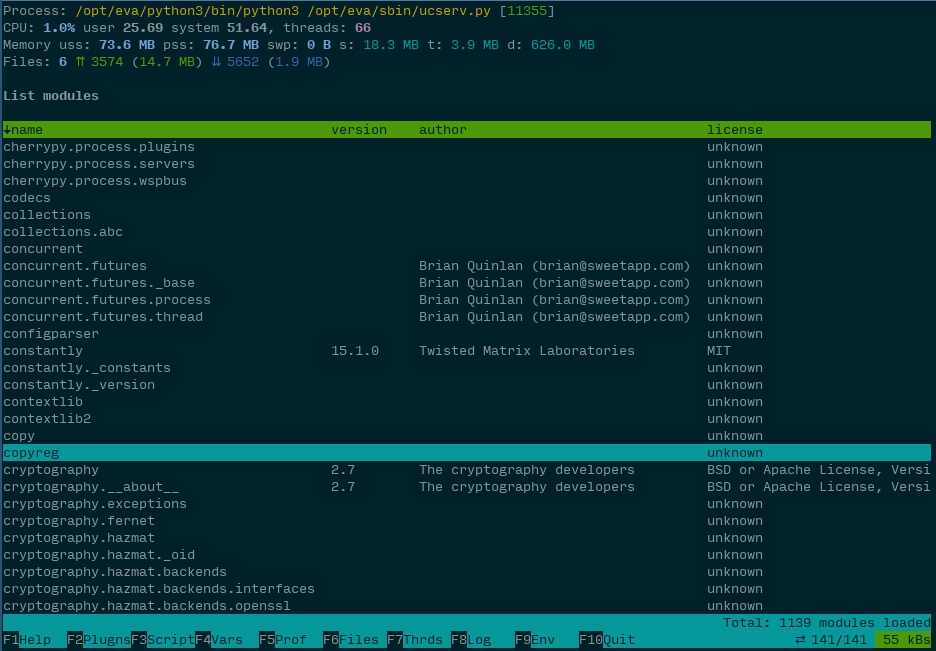 Process: /opt/eva/python3/bin/python3 /opt/eva/sbin/ucserv.py [11355]
CPU: 1.0% user 25.69 system 51.64, threads: 66
Memory uss: 73.6 MB pss: 76.7 MB swp: 0 B s: 18.3 MB t: 3.9 MB d: 626.0 MB
Files: 6 ⇈ 3574 (14.7 MB) ⇊ 5652 (1.9 MB)
List modules
↓name version author license
cherrypy.process.plugins unknown
cherrypy.process.servers unknown
cherrypy.process.wspbus unknown
codecs unknown
collections unknown
collections.abc unknown
concurrent unknown
concurrent.futures Brian Quinlan (brian@sweetapp.com) unknown
concurrent.futures._base Brian Quinlan (brian@sweetapp.com) unknown
concurrent.futures.process Brian Quinlan (brian@sweetapp.com) unknown
concurrent.futures.thread Brian Quinlan (brian@sweetapp.com) unknown
configparser unknown
constantly 15.1.0 Twisted Matrix Laboratories MIT
constantly._constants unknown
constantly._version unknown
contextlib unknown
contextlib2 unknown
copy unknown
copyreg unknown
cryptography 2.7 The cryptography developers BSD or Apache License, Versi
cryptography.__about__ 2.7 The cryptography developers BSD or Apache License, Versi
cryptography.exceptions unknown
cryptography.fernet unknown
cryptography.hazmat unknown
cryptography.hazmat._oid unknown
cryptography.hazmat.backends unknown
cryptography.hazmat.backends.interfaces unknown
cryptography.hazmat.backends.openssl unknown
Total: 1139 modules loaded
F1Help F2PlungnsF3ScriptF4Vars F5Prof F6Files F7Thrds F8Log F9Env F10Quit ⇄ 141/141 55 kBs